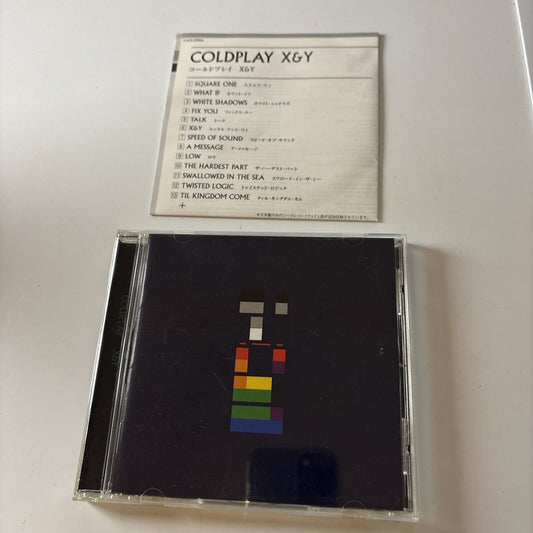 COLDPLAY X&Y
コールドプレイ X&Y
1 SQUARE ONE スクエア・ワン
2 WHAT IF ホワット・イフ
3 WHITE SHADOWS ホワイト・シャドウズ
4 FIX YOU フィックス・ユー
5 TALK トーク
6 X&Y エックス・アンド・ワイ
7 SPEED OF SOUND スピード・オブ・サウンド
8 A MESSAGE ア・メッセージ
9 LOW ロウ
10 THE HARDEST PART ザ・ハーデスト・パート
11 SWALLOWED IN THE SEA スワロード・イン・ザ・シー
12 TWISTED LOGIC トゥイステッド・ロジック
13 TIL KINGDOM COME ティル・キングダム・カム
+
COLDPLAY X&Y